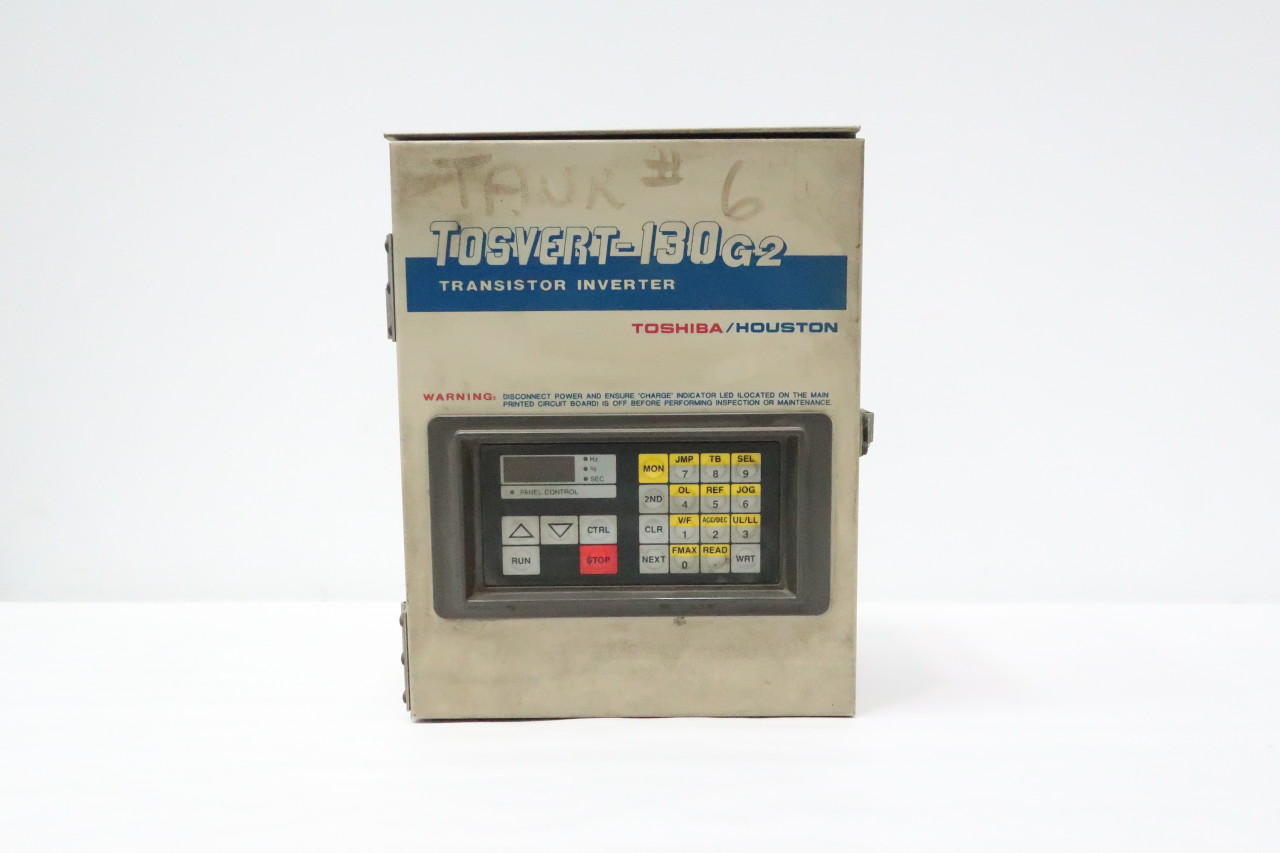 TANK # 6
TOSVERT-130G2
TRANSISTOR INVERTER
TOSHIBA/HOUSTON
WARNING: DISCONNECT POWER AND ENSURE 'CHARGE' INDICATOR LED (LOCATED ON THE MAIN
PRINTED CIRCUIT BOARD) IS OFF BEFORE PERFORMING INSPECTION OR MAINTENANCE.
Hz
%
SEC
PANEL CONTROL
CTRL
RUN STOP
MON JMP 7 TB 8 SEL 9
2ND OL 4 REF 5 JOG 6
CLR V/F 1 ACC/DEC 2 UL/LL 3
NEXT FMAX 0 READ . WRT